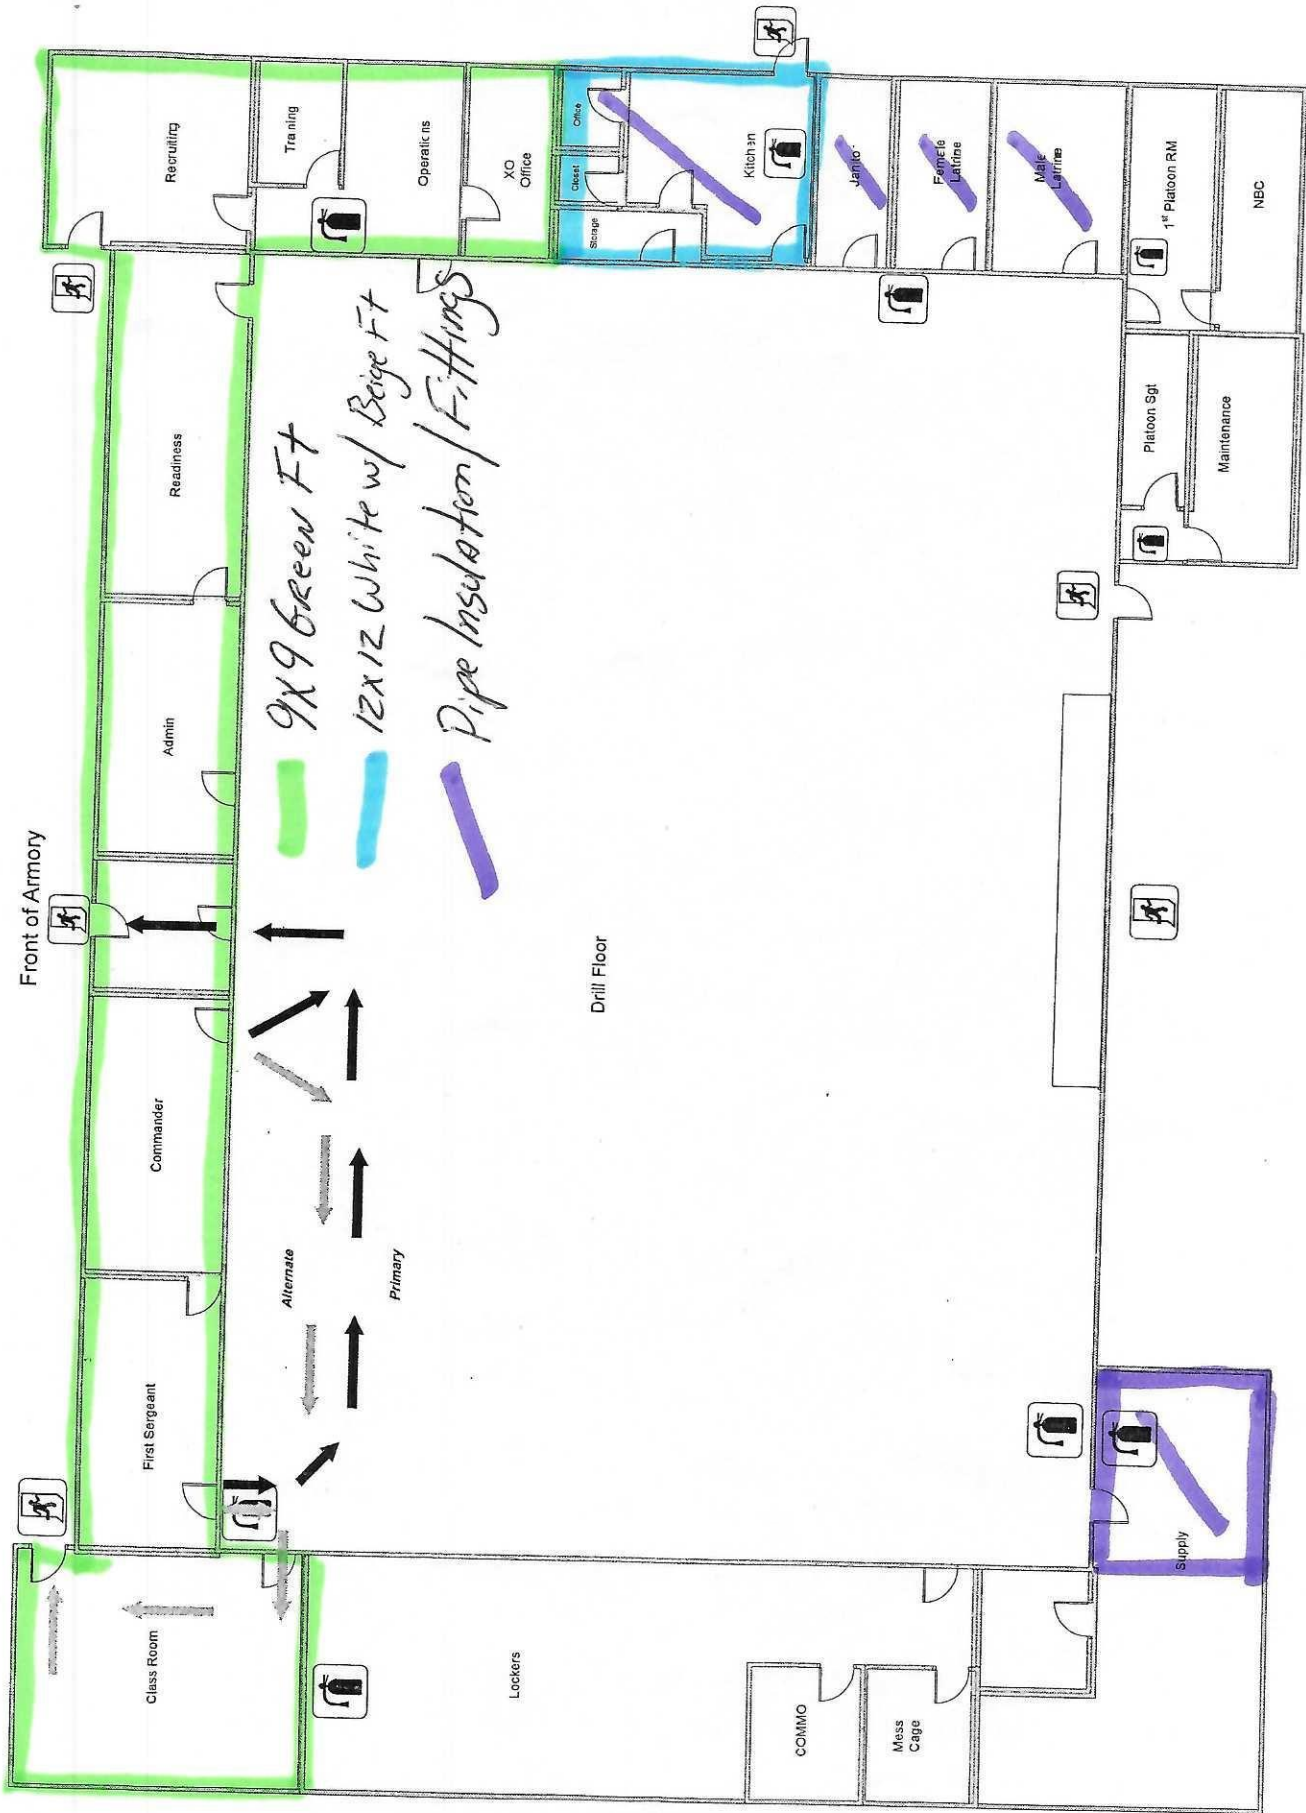 Front of Armory
Class Room
First Sergeant
Commander
Admin
Readiness
Recruiting
Training
Operations
XO
Office
Alternate
Primary
9x9 Green Ft
12x12 White w/ Beige Ft
Pipe Insulation/Fittings
Storage
Closet
Office
Kitchen
Drill Floor
Janito
Female
Latrine
Male
Latrine
Lockers
COMMO
Mess
Cage
Supply
Platoon Sgt
Maintenance
1st Platoon RM
NBC